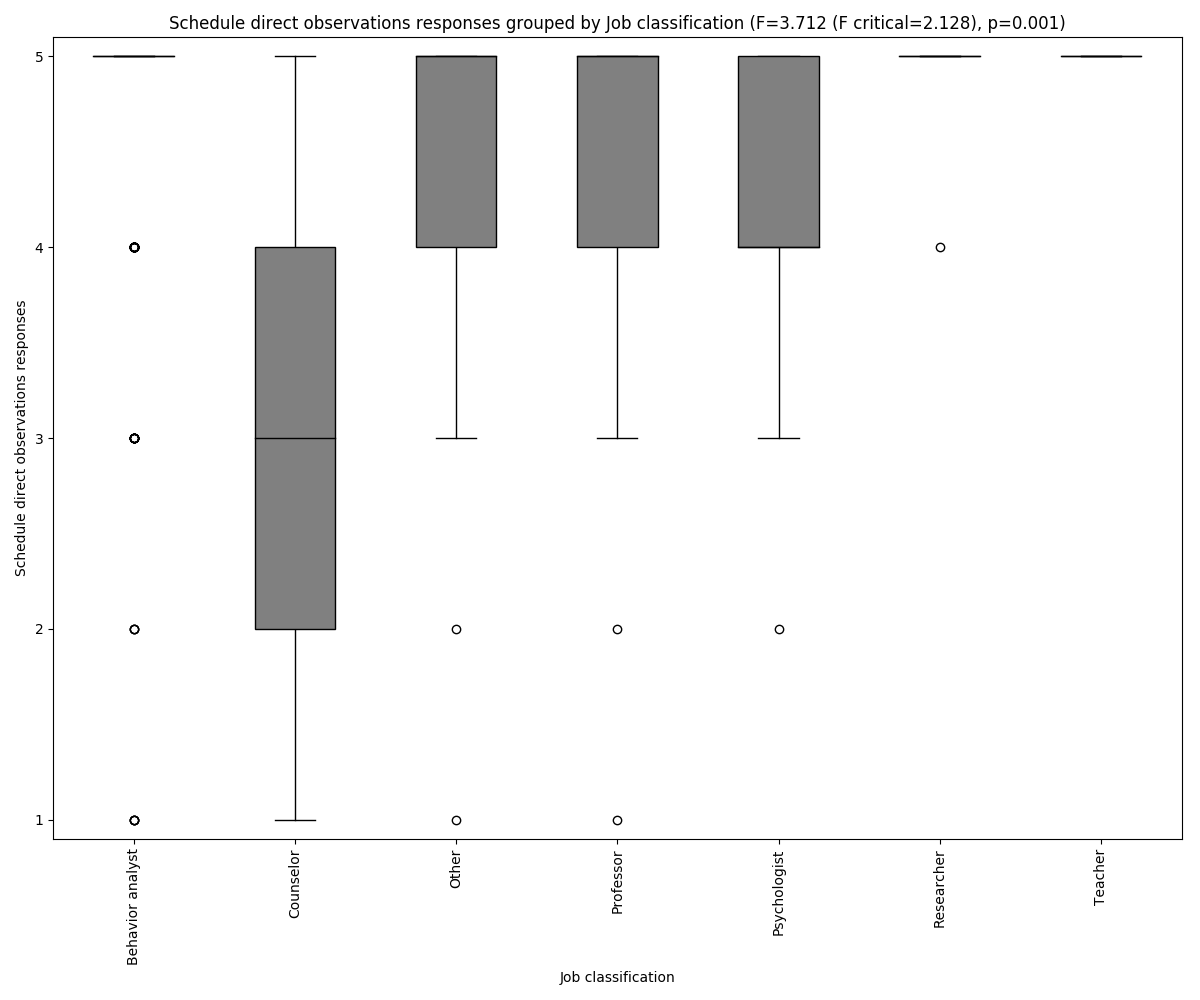 Schedule direct observations responses grouped by Job classification (F=3.712 (F critical=2.128), p=0.001)
Schedule direct observations responses
5
4
3
2
1
Behavior analyst
Counselor
Other
Professor
Psychologist
Researcher
Teacher
Job classification